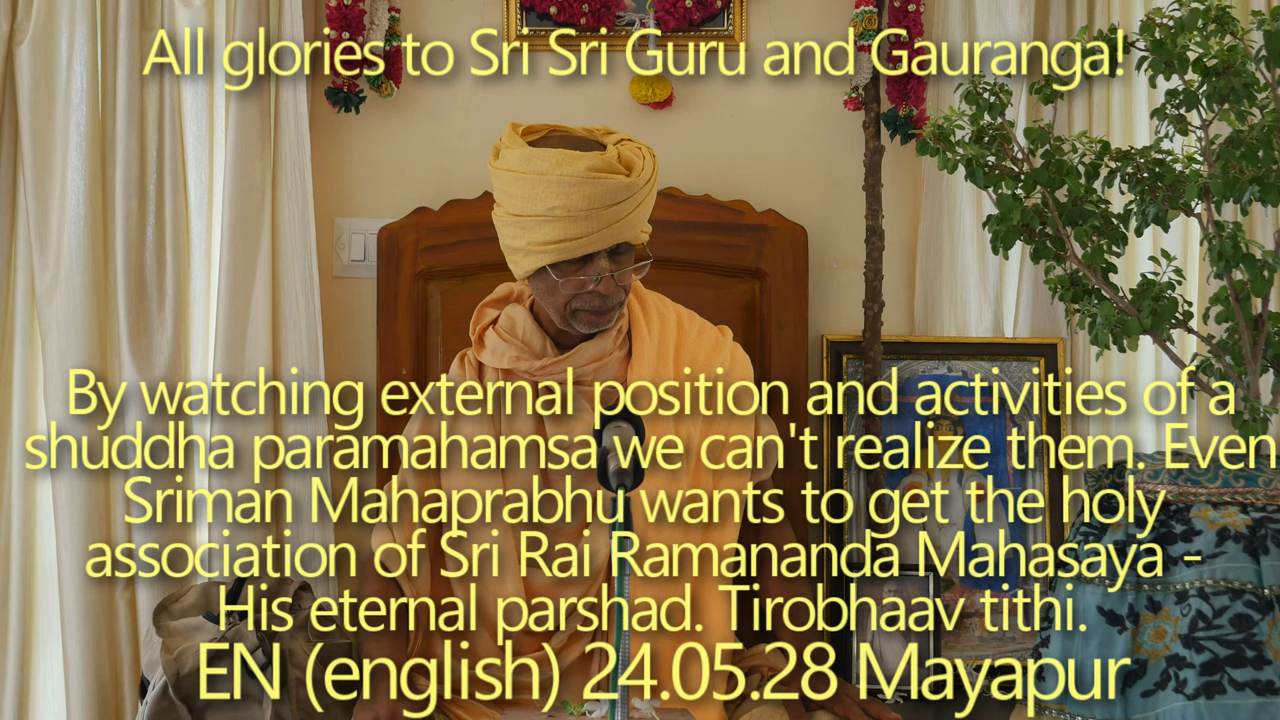 All glories to Sri Sri Guru and Gauranga!
By watching external position and activities of a
shuddha paramahamsa we can't realize them. Even
Sriman Mahaprabhu wants to get the holy
association of Sri Rai Ramananda Mahasaya -
His eternal parshad. Tirobhaav tithi.
EN (english) 24.05.28 Mayapur